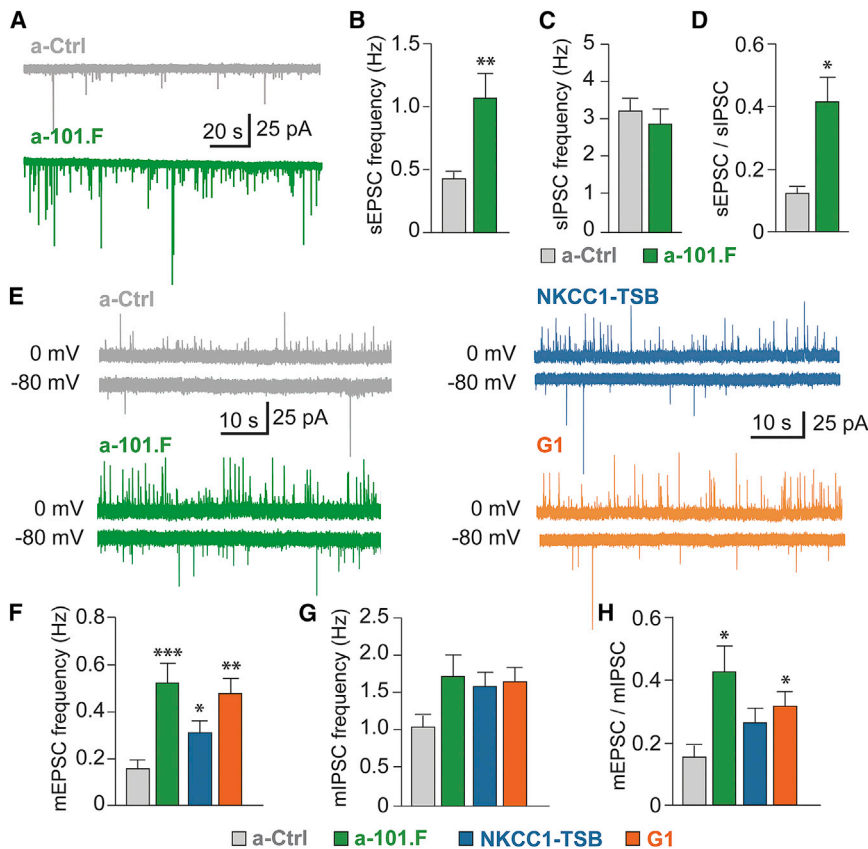 A
a-Ctrl
20 s
25 pA
a-101.F
B
sEPSC frequency (Hz)
1.5
1.0
0.5
0
**
C
sIPSC frequency (Hz)
5
4
3
2
1
0
D
sEPSC / sIPSC
0.6
0.4
0.2
0
*
a-Ctrl
a-101.F
E
a-Ctrl
0 mV
-80 mV
10 s
25 pA
a-101.F
0 mV
-80 mV
NKCC1-TSB
0 mV
-80 mV
10 s
25 pA
G1
0 mV
-80 mV
F
mEPSC frequency (Hz)
0.8
0.6
0.4
0.2
0
***
*
**
G
mIPSC frequency (Hz)
2.5
2.0
1.5
1.0
0.5
0
H
mEPSC / mIPSC
0.6
0.4
0.2
0
*
*
a-Ctrl
a-101.F
NKCC1-TSB
G1